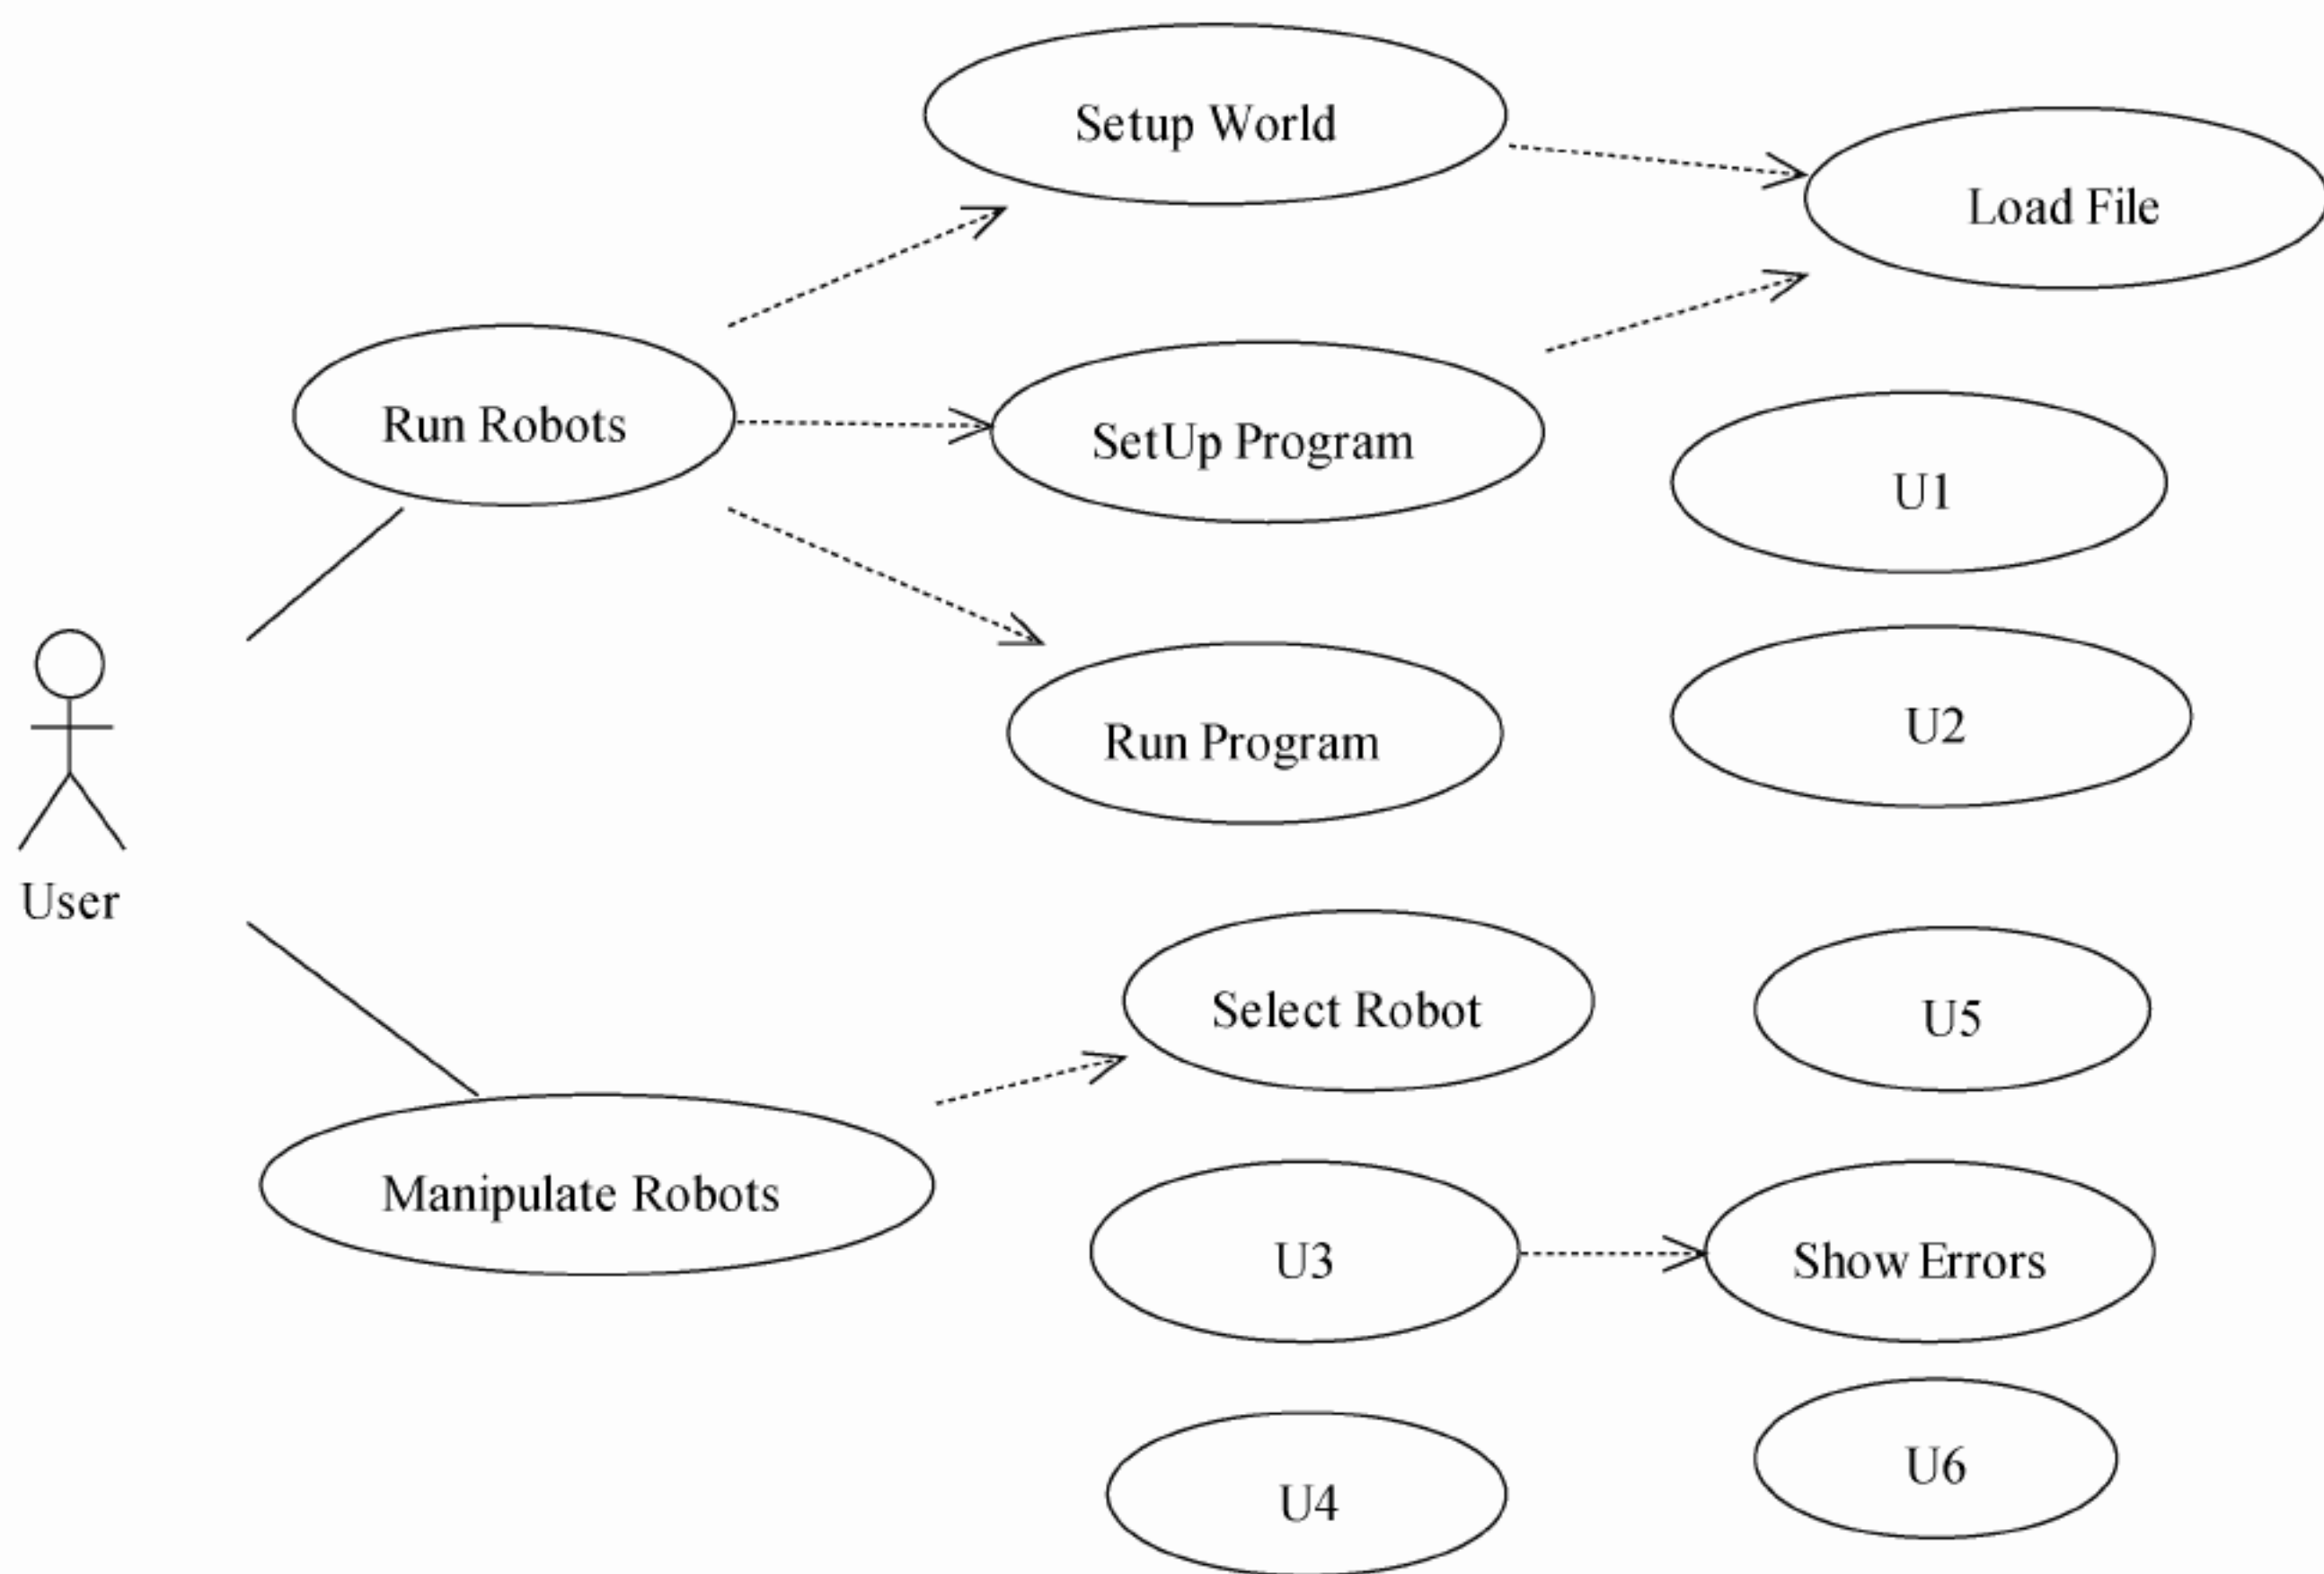 Setup World
Load File
Run Robots
SetUp Program
U1
U2
Run Program
User
Select Robot
U5
Manipulate Robots
U3
Show Errors
U6
U4